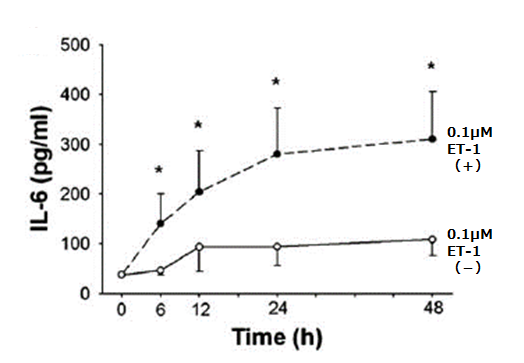 500
400
300
200
100
0
IL-6 (pg/ml)
*
*
*
*
0.1μM
ET-1
(+)
0.1μM
ET-1
(−)
0 6 12 24 48
Time (h)